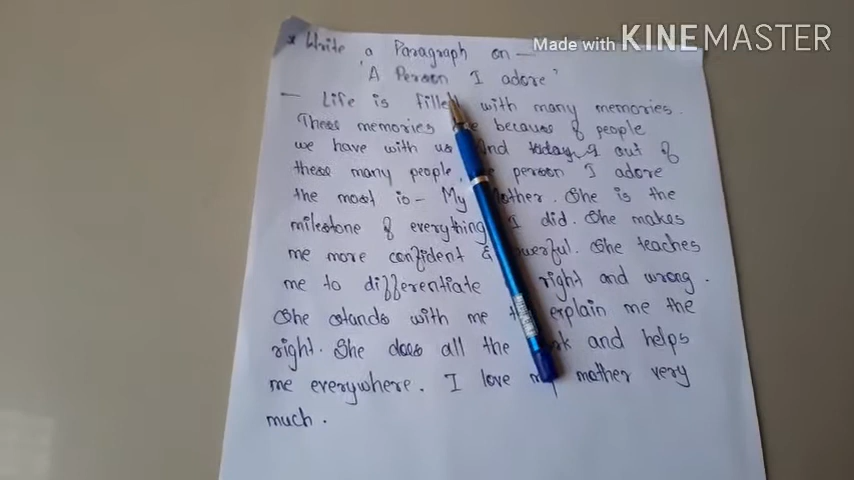 Made with KINEMASTER
* Write a Paragraph on —
'A Person I adore'
— Life is filled with many memories.
These memories because of people
we have with us And today, out of
these many people, person I adore
the most is - My Mother. She is the
milestone of everything I did. She makes
me more confident & powerful. She teaches
me to differentiate right and wrong.
She stands with me explain me the
right. She does all the and helps
me everywhere. I love my mother very
much.